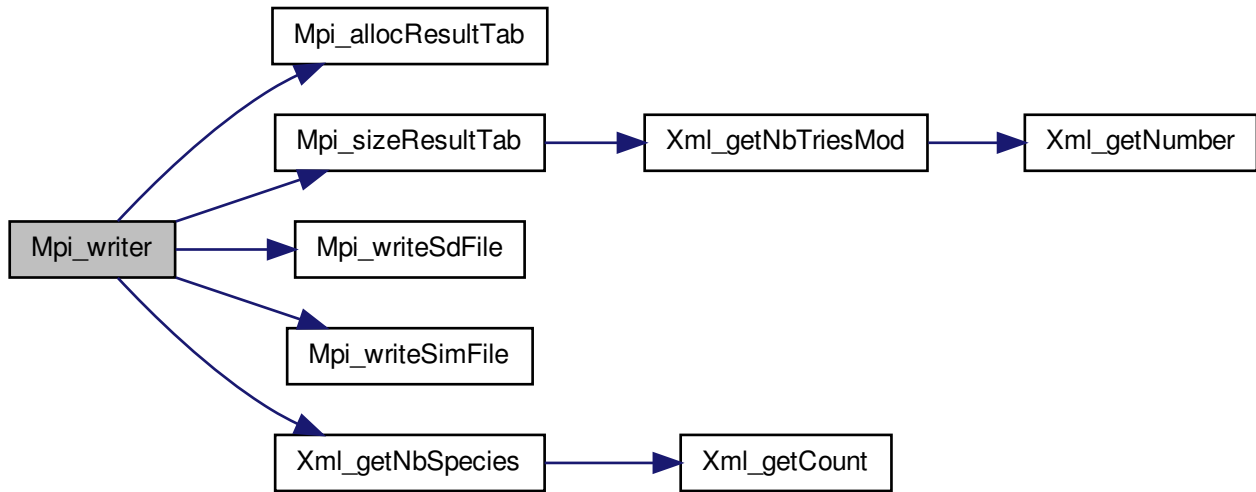 Mpi_allocResultTab
Mpi_sizeResultTab
Xml_getNbTriesMod
Xml_getNumber
Mpi_writer
Mpi_writeSdFile
Mpi_writeSimFile
Xml_getNbSpecies
Xml_getCount